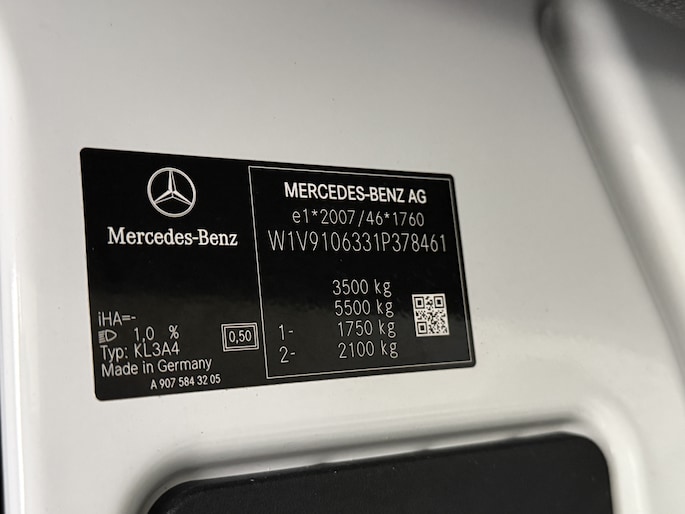 Mercedes-Benz
iHA=-
1,0 %
Typ: KL3A4
Made in Germany
A 907 584 32 05
0,50
MERCEDES-BENZ AG
e1*2007/46*1760
W1V9106331P378461
3500 kg
5500 kg
1- 1750 kg
2- 2100 kg